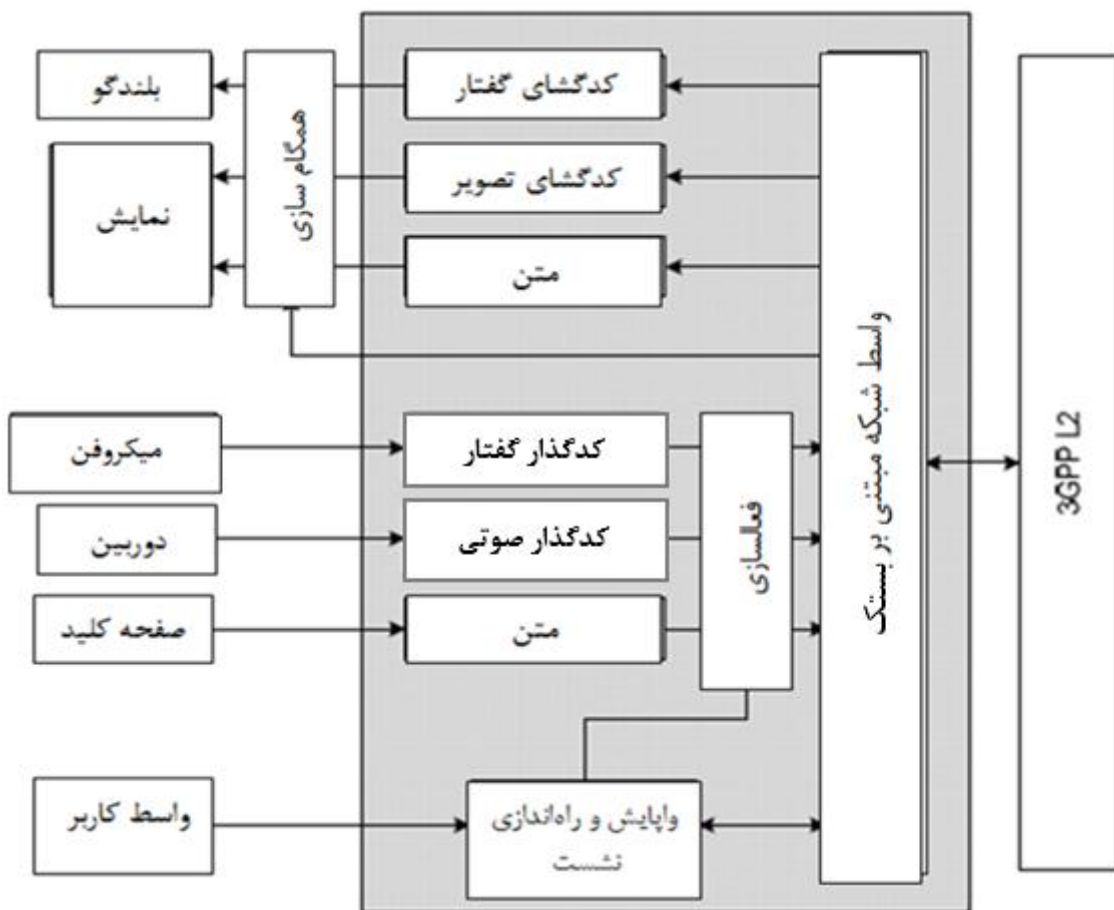 بلندگو
نمایش
همگام سازی
کدگشای گفتار
کدگشای تصویر
متن
میکروفن
دوربین
صفحه کلید
کدگذار گفتار
کدگذار صوتی
متن
فعالسازی
واسط کاربر
واپایش و راه‌اندازی
نشست
واسط شبکه مبتنی بر بستک
3GPP L2